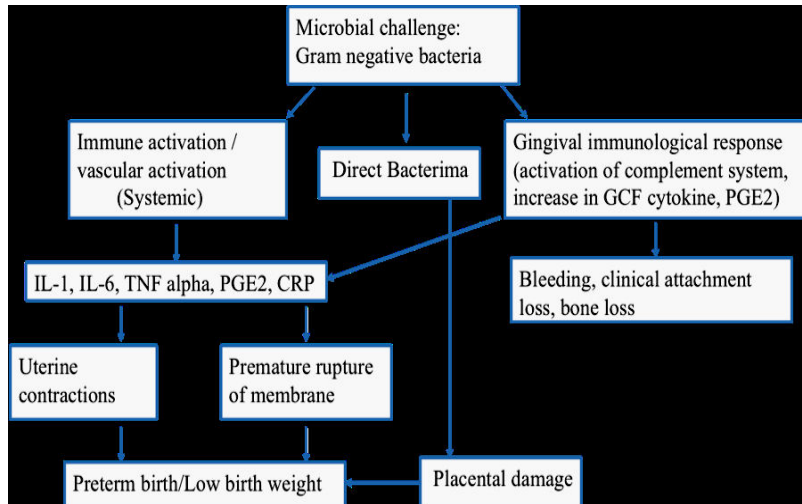 Microbial challenge:
Gram negative bacteria
Immune activation /
vascular activation
(Systemic)
Direct Bacterima
Gingival immunological response
(activation of complement system,
increase in GCF cytokine, PGE2)
IL-1, IL-6, TNF alpha, PGE2, CRP
Bleeding, clinical attachment
loss, bone loss
Uterine
contractions
Premature rupture
of membrane
Preterm birth/Low birth weight
Placental damage